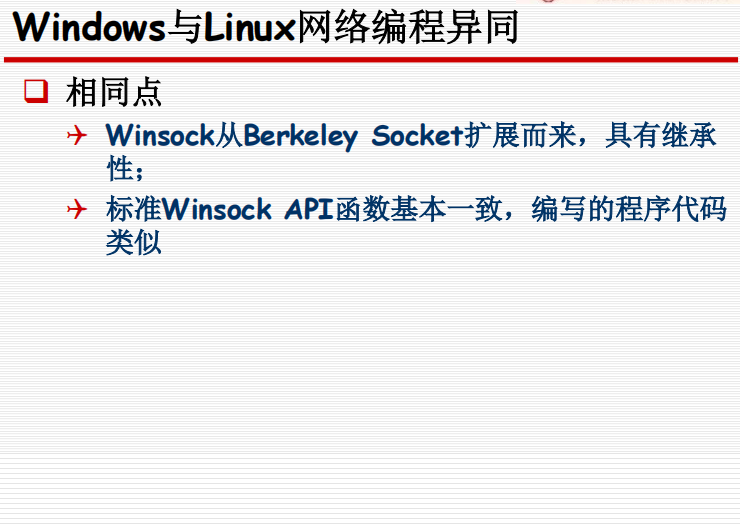 Windows与Linux网络编程异同
相同点
Winsock从Berkeley Socket扩展而来，具有继承
性；
标准Winsock API函数基本一致，编写的程序代码
类似